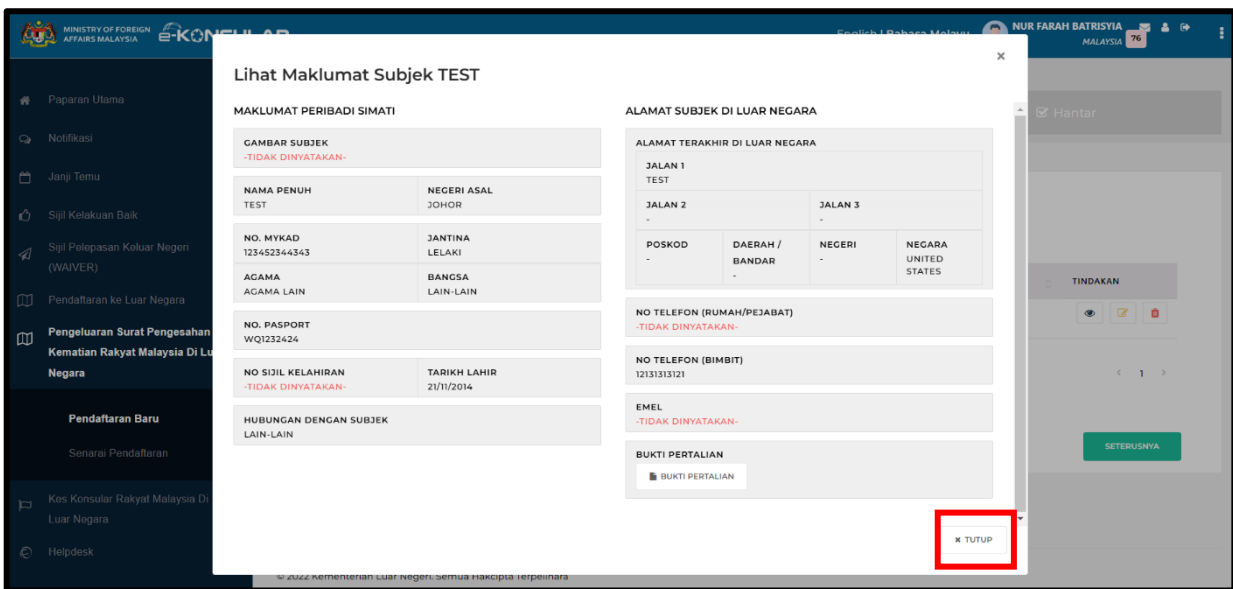 MINISTRY OF FOREIGN
AFFAIRS MALAYSIA
NUR FARAH BATRISYIA
MALAYSIA 76
Lihat Maklumat Subjek TEST
Paparan Utama
Notifikasi
Janji Temu
Sijil Kelakuan Baik
Sijil Pelepasan Keluar Negeri
(WAIVER)
Pendaftaran ke Luar Negara
Pengeluaran Surat Pengesahan
Kematian Rakyat Malaysia Di Lu
Negara
Pendaftaran Baru
Senarai Pendaftaran
Kes Konsular Rakyat Malaysia Di
Luar Negara
Helpdesk
MAKLUMAT PERIBADI SIMATI
GAMBAR SUBJEK
-TIDAK DINYATAKAN-
NAMA PENUH
TEST
NEGERI ASAL
JOHOR
NO. MYKAD
123452344343
JANTINA
LELAKI
AGAMA
AGAMA LAIN
BANGSA
LAIN-LAIN
NO. PASPORT
WQ1232424
NO SIJIL KELAHIRAN
-TIDAK DINYATAKAN-
TARIKH LAHIR
21/11/2014
HUBUNGAN DENGAN SUBJEK
LAIN-LAIN
ALAMAT SUBJEK DI LUAR NEGARA
ALAMAT TERAKHIR DI LUAR NEGARA
JALAN 1
TEST
JALAN 2
-
JALAN 3
-
POSKOD
-
DAERAH /
BANDAR
-
NEGERI
-
NEGARA
UNITED
STATES
NO TELEFON (RUMAH/PEJABAT)
-TIDAK DINYATAKAN-
NO TELEFON (BIMBIT)
12131313121
EMEL
-TIDAK DINYATAKAN-
BUKTI PERTALIAN
BUKTI PERTALIAN
× TUTUP
Hantar
TINDAKAN
< 1 >
SETERUSNYA
© 2022 Kementerian Luar Negeri. Semua Hakcipta Terpelihara